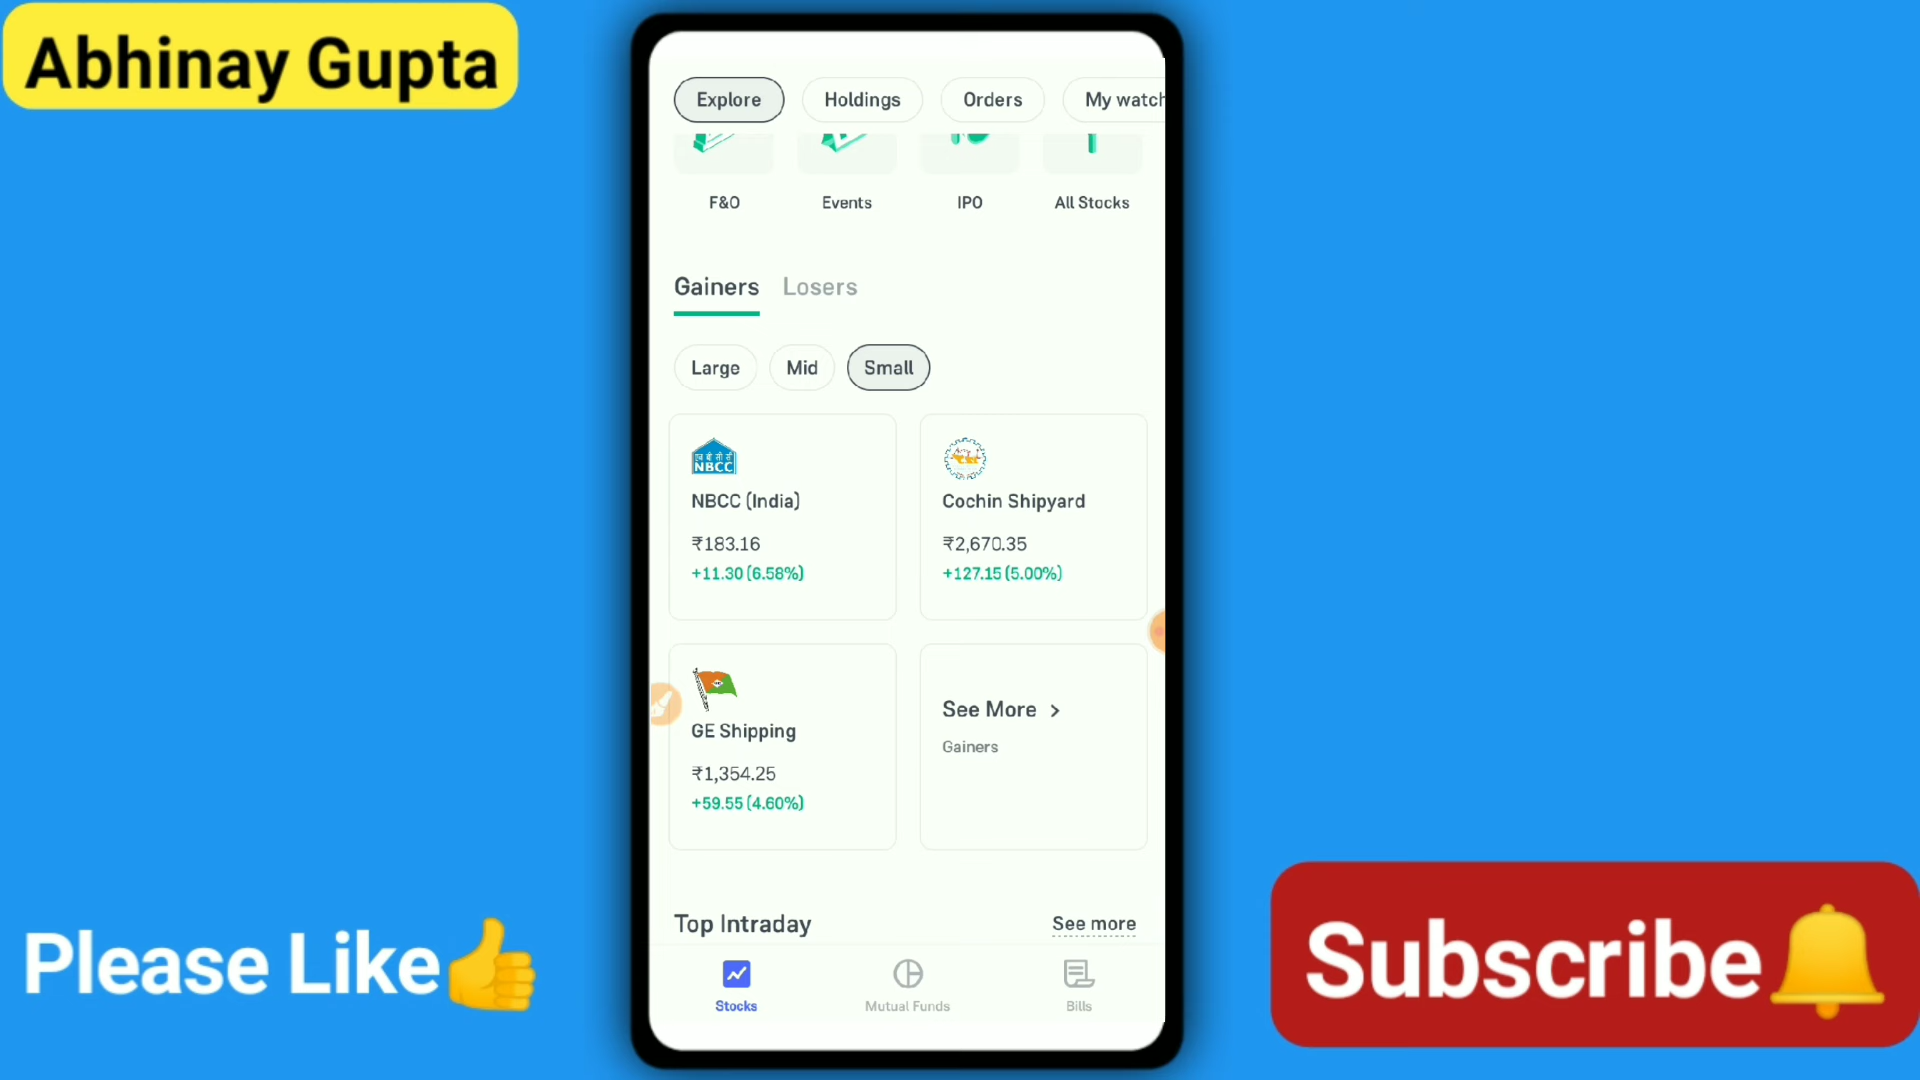 Abhinay Gupta
Explore Holdings Orders My watch
F&O Events IPO All Stocks
Gainers Losers
Large Mid Small
एन बी सी सी
NBCC
NBCC (India)
₹183.16
+11.30 (6.58%)
Cochin Shipyard
₹2,670.35
+127.15 (5.00%)
GE Shipping
₹1,354.25
+59.55 (4.60%)
See More >
Gainers
Top Intraday See more
Stocks Mutual Funds Bills
Please Like
Subscribe